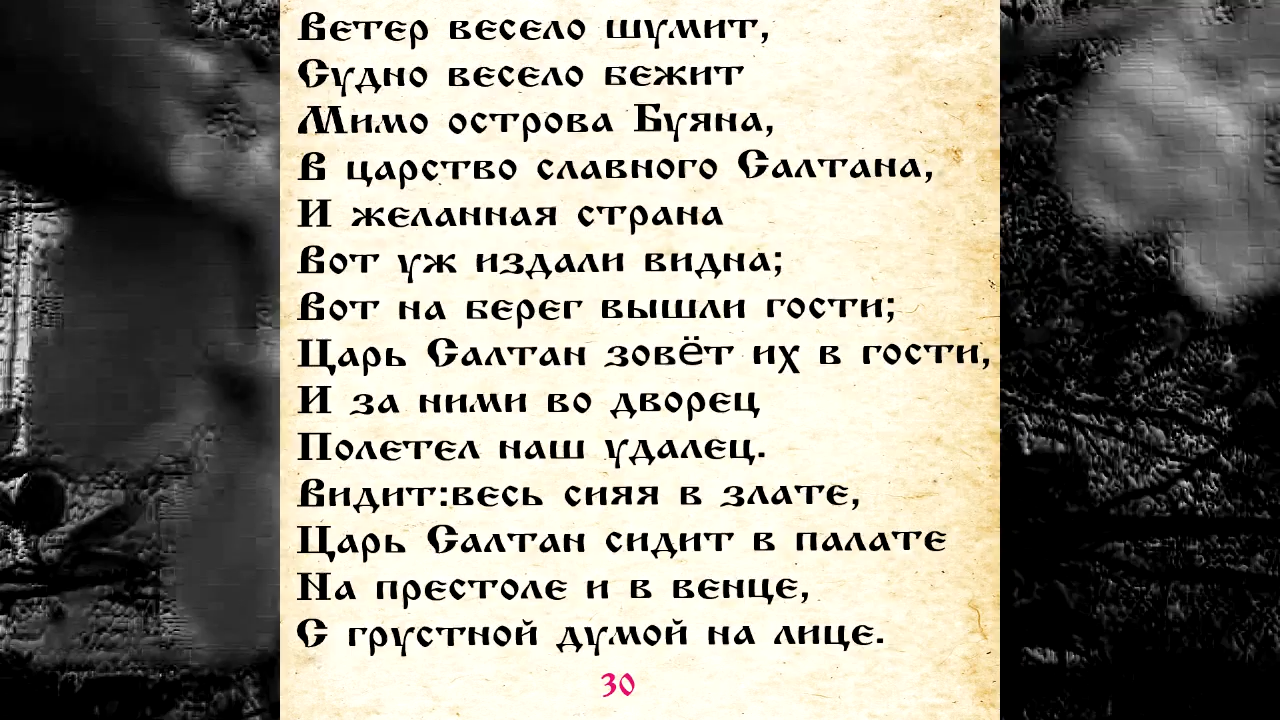 Ветер весело шумит,
Судно весело бежит
Мимо острова Буяна,
В царство славного Салтана,
И желанная страна
Вот уж издали видна;
Вот на берег вышли гости;
Царь Салтан зовёт их в гости,
И за ними во дворец
Полетел наш удалец.
Видит:весь сияя в злате,
Царь Салтан сидит в палате
На престоле и в венце,
С грустной думой на лице.
30